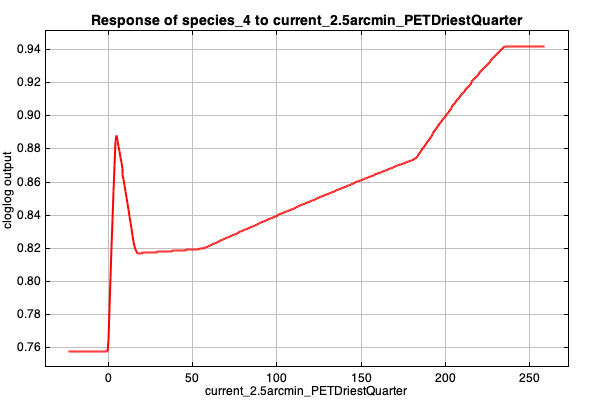 Response of species_4 to current_2.5arcmin_PETDriestQuarter
cloglog output
0.94
0.92
0.90
0.88
0.86
0.84
0.82
0.80
0.78
0.76
0 50 100 150 200 250
current_2.5arcmin_PETDriestQuarter